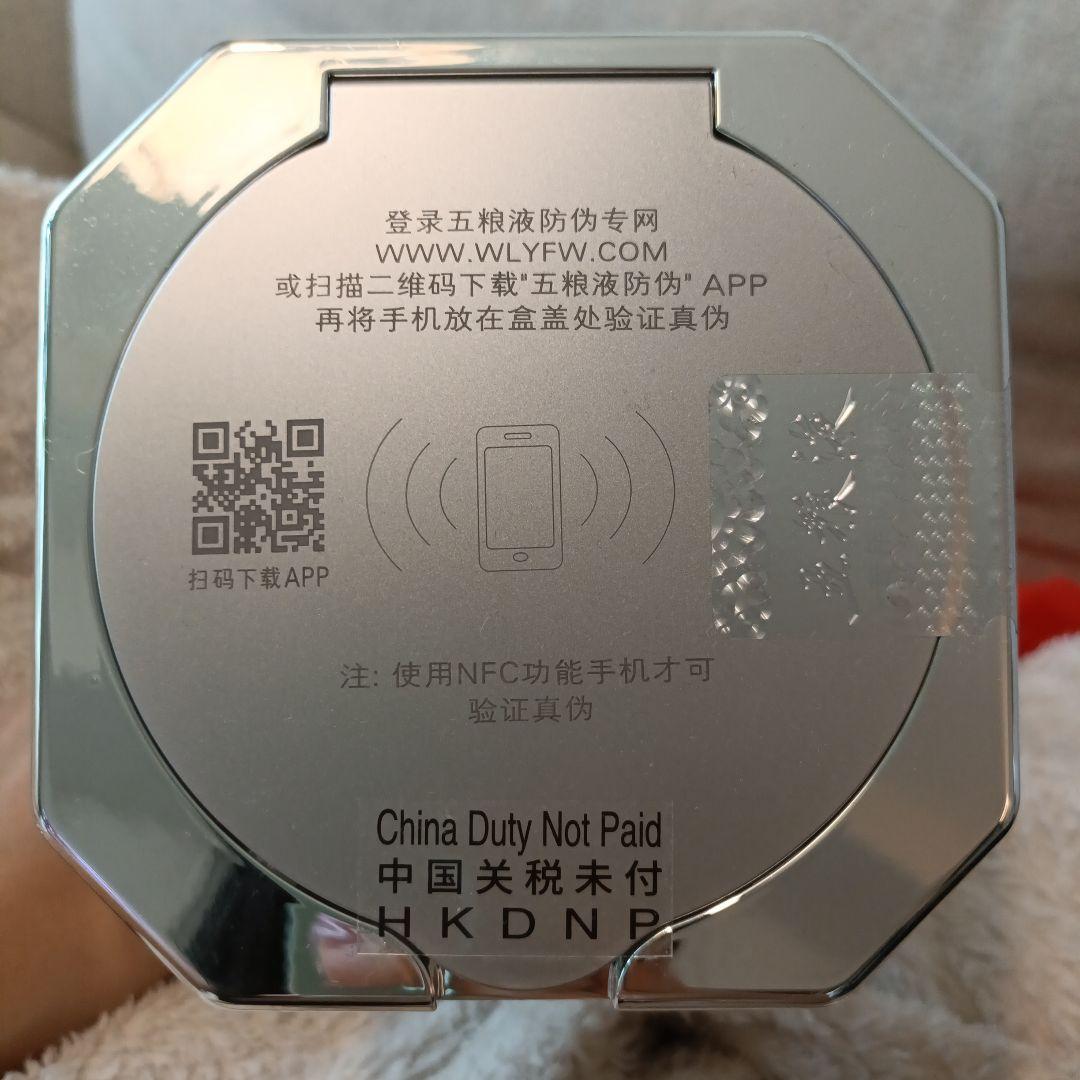 登录五粮液防伪专网
WWW.WLYFW.COM
或扫描二维码下载"五粮液防伪" APP
再将手机放在盒盖处验证真伪
扫码下载APP
五粮液
注: 使用NFC功能手机才可
验证真伪
China Duty Not Paid
中国关税未付
HKDNP